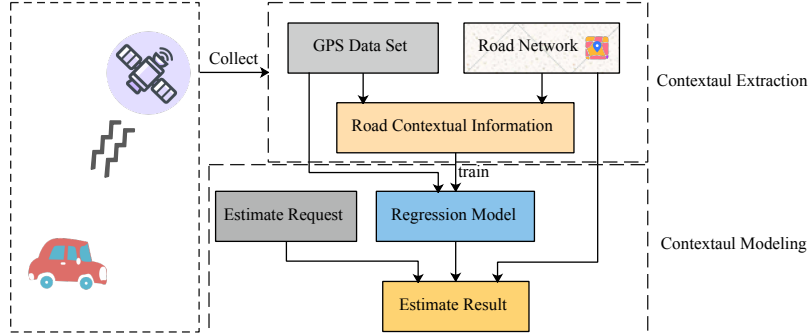 GPS Data Set
Road Network
Collect
Contextaul Extraction
Road Contextual Information
train
Estimate Request
Regression Model
Contextaul Modeling
Estimate Result